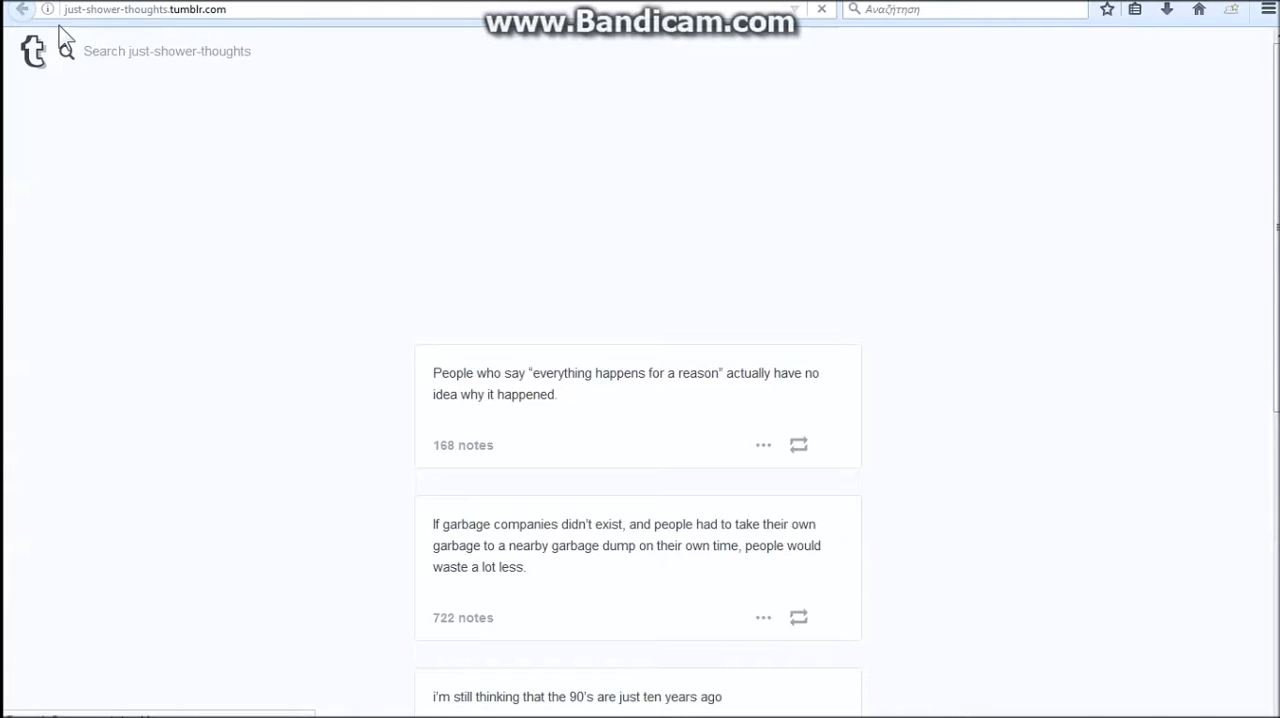 just-shower-thoughts.tumblr.com
Αναζήτηση
www.Bandicam.com
t
Search just-shower-thoughts
People who say “everything happens for a reason” actually have no
idea why it happened.
168 notes
If garbage companies didn’t exist, and people had to take their own
garbage to a nearby garbage dump on their own time, people would
waste a lot less.
722 notes
i’m still thinking that the 90’s are just ten years ago